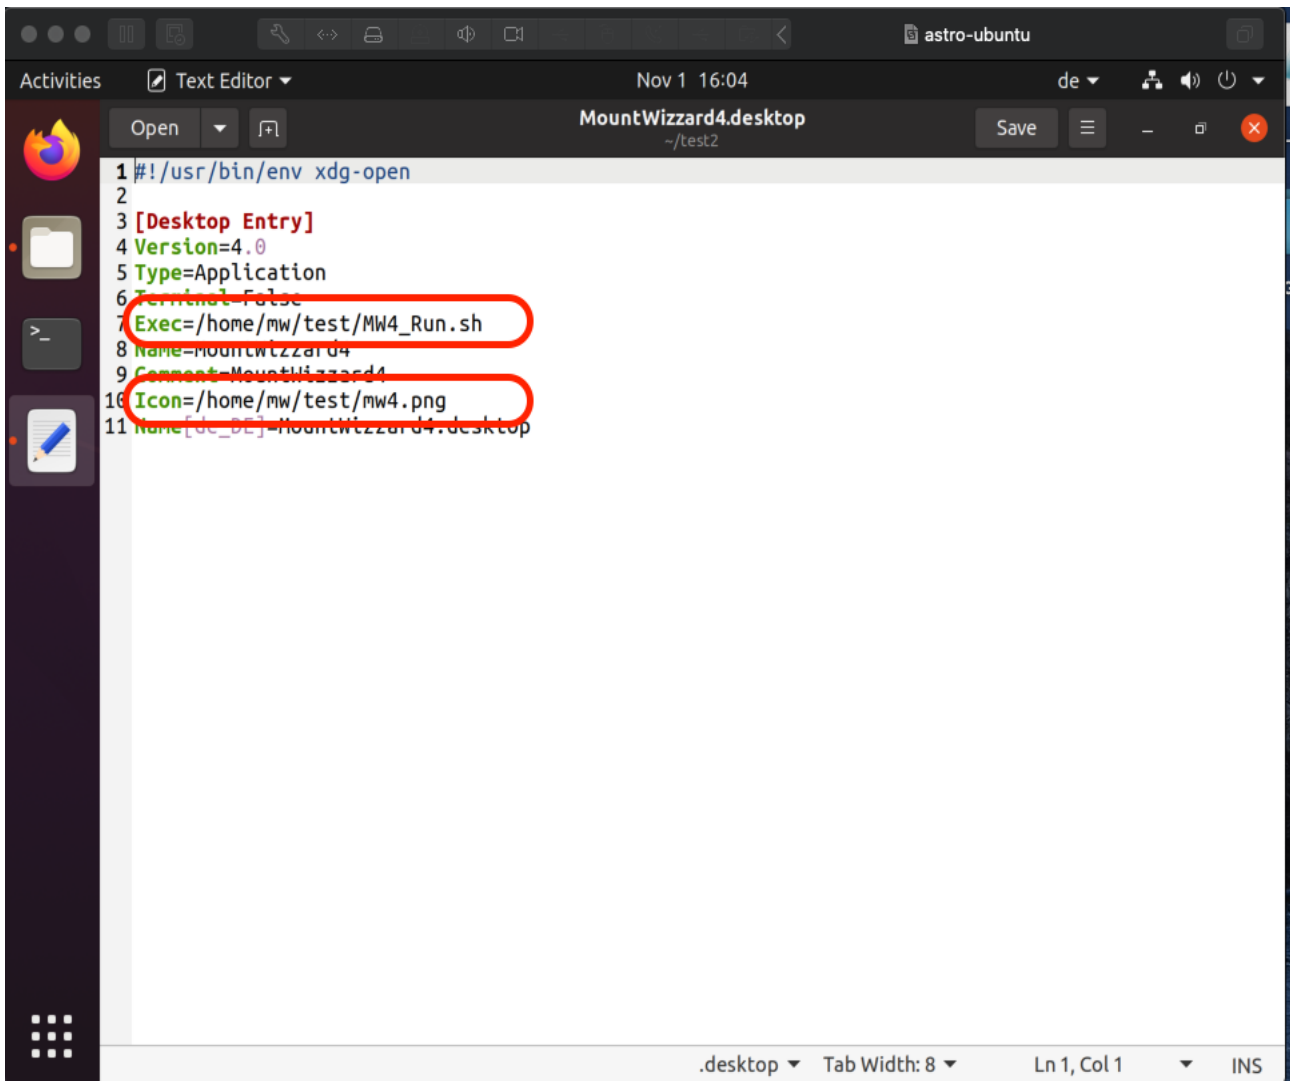 astro-ubuntu
Activities Text Editor Nov 1 16:04 de
Open MountWizzard4.desktop Save
~/test2
1 #!/usr/bin/env xdg-open
2
3 [Desktop Entry]
4 Version=4.0
5 Type=Application
6 Terminal=False
7 Exec=/home/mw/test/MW4_Run.sh
8 Name=MountWizzard4
9 Comment=MountWizzard4
10 Icon=/home/mw/test/mw4.png
11 Name[de_DE]=MountWizzard4.desktop
.desktop Tab Width: 8 Ln 1, Col 1 INS